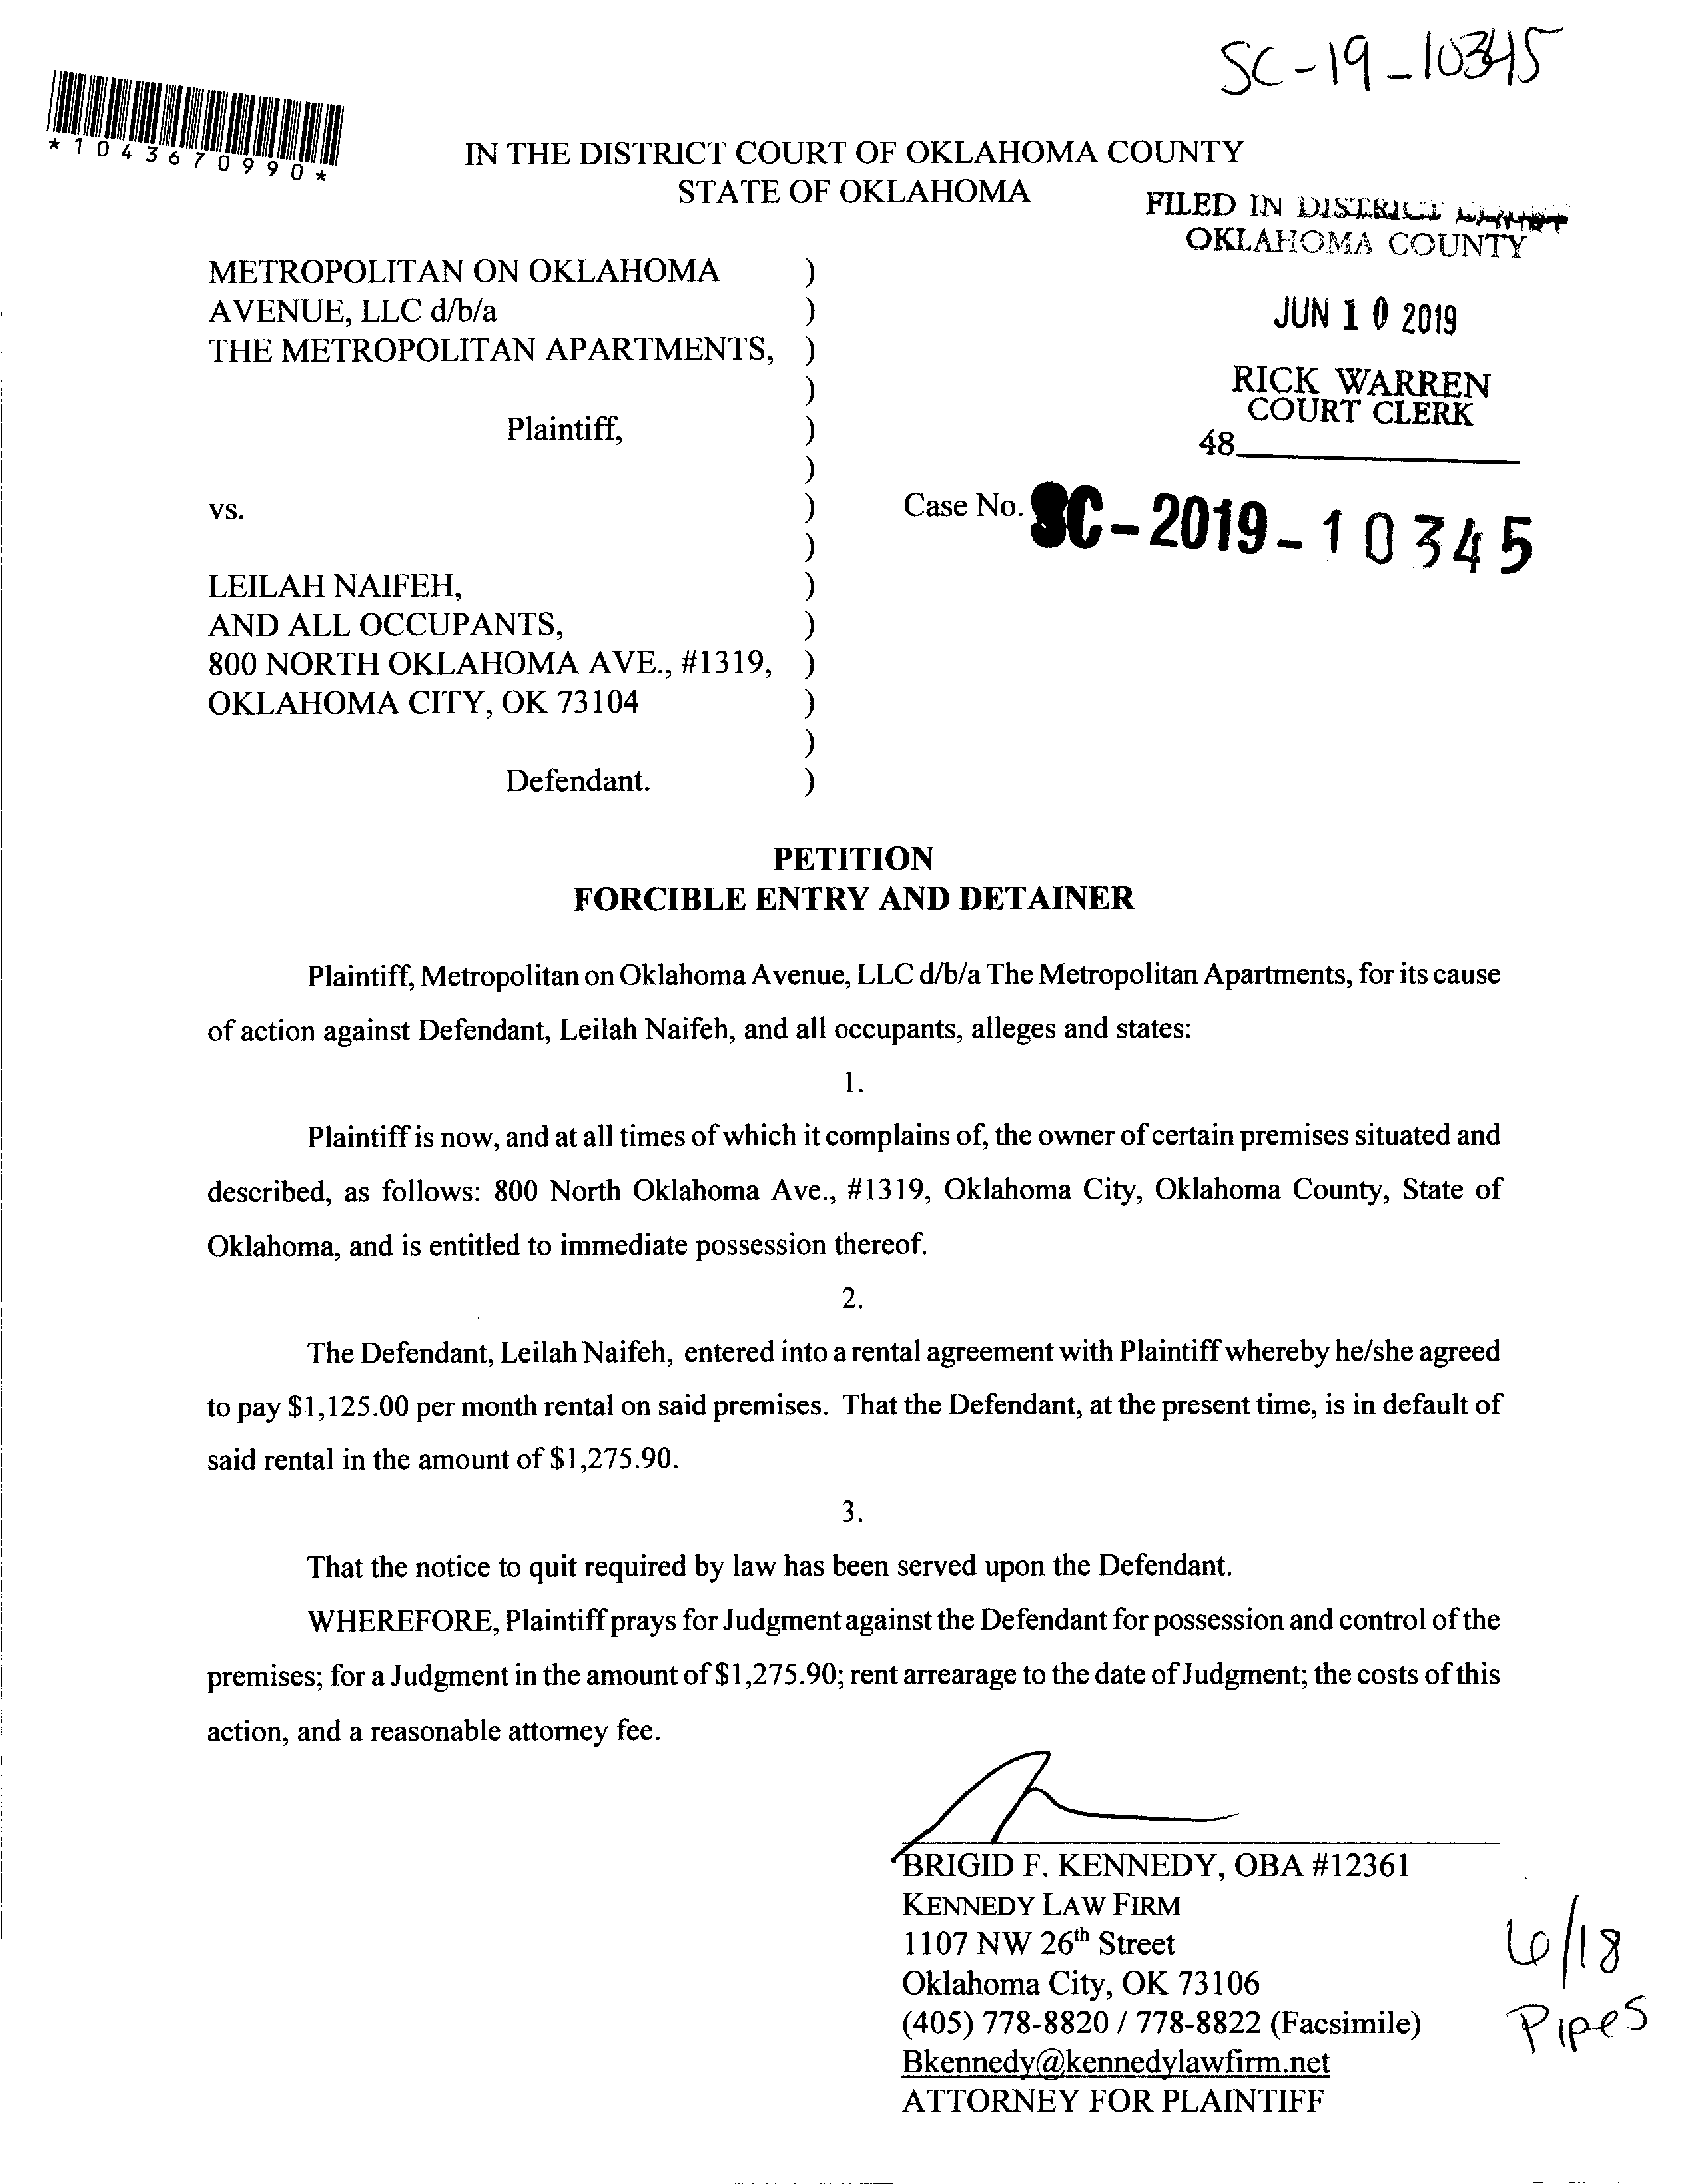 SC-19-10345
*1043670990*
IN THE DISTRICT COURT OF OKLAHOMA COUNTY
STATE OF OKLAHOMA
FILED IN DISTRICT
OKLAHOMA COUNTY
METROPOLITAN ON OKLAHOMA )
AVENUE, LLC d/b/a )
THE METROPOLITAN APARTMENTS, )
)
Plaintiff, )
)
vs. )
)
LEILAH NAIFEH, )
AND ALL OCCUPANTS, )
800 NORTH OKLAHOMA AVE., #1319, )
OKLAHOMA CITY, OK 73104 )
)
Defendant. )
JUN 10 2019
RICK WARREN
COURT CLERK
48
Case No. SC-2019-10345
PETITION
FORCIBLE ENTRY AND DETAINER
Plaintiff, Metropolitan on Oklahoma Avenue, LLC d/b/a The Metropolitan Apartments, for its cause
of action against Defendant, Leilah Naifeh, and all occupants, alleges and states:
1.
Plaintiff is now, and at all times of which it complains of, the owner of certain premises situated and
described, as follows: 800 North Oklahoma Ave., #1319, Oklahoma City, Oklahoma County, State of
Oklahoma, and is entitled to immediate possession thereof.
2.
The Defendant, Leilah Naifeh, entered into a rental agreement with Plaintiff whereby he/she agreed
to pay $1,125.00 per month rental on said premises. That the Defendant, at the present time, is in default of
said rental in the amount of $1,275.90.
3.
That the notice to quit required by law has been served upon the Defendant.
WHEREFORE, Plaintiff prays for Judgment against the Defendant for possession and control of the
premises; for a Judgment in the amount of $1,275.90; rent arrearage to the date of Judgment; the costs of this
action, and a reasonable attorney fee.
BRIGID F. KENNEDY, OBA #12361
KENNEDY LAW FIRM
1107 NW 26th Street
Oklahoma City, OK 73106
(405) 778-8820 / 778-8822 (Facsimile)
Bkennedy@kennedylawfirm.net
ATTORNEY FOR PLAINTIFF
6/18
Pipes